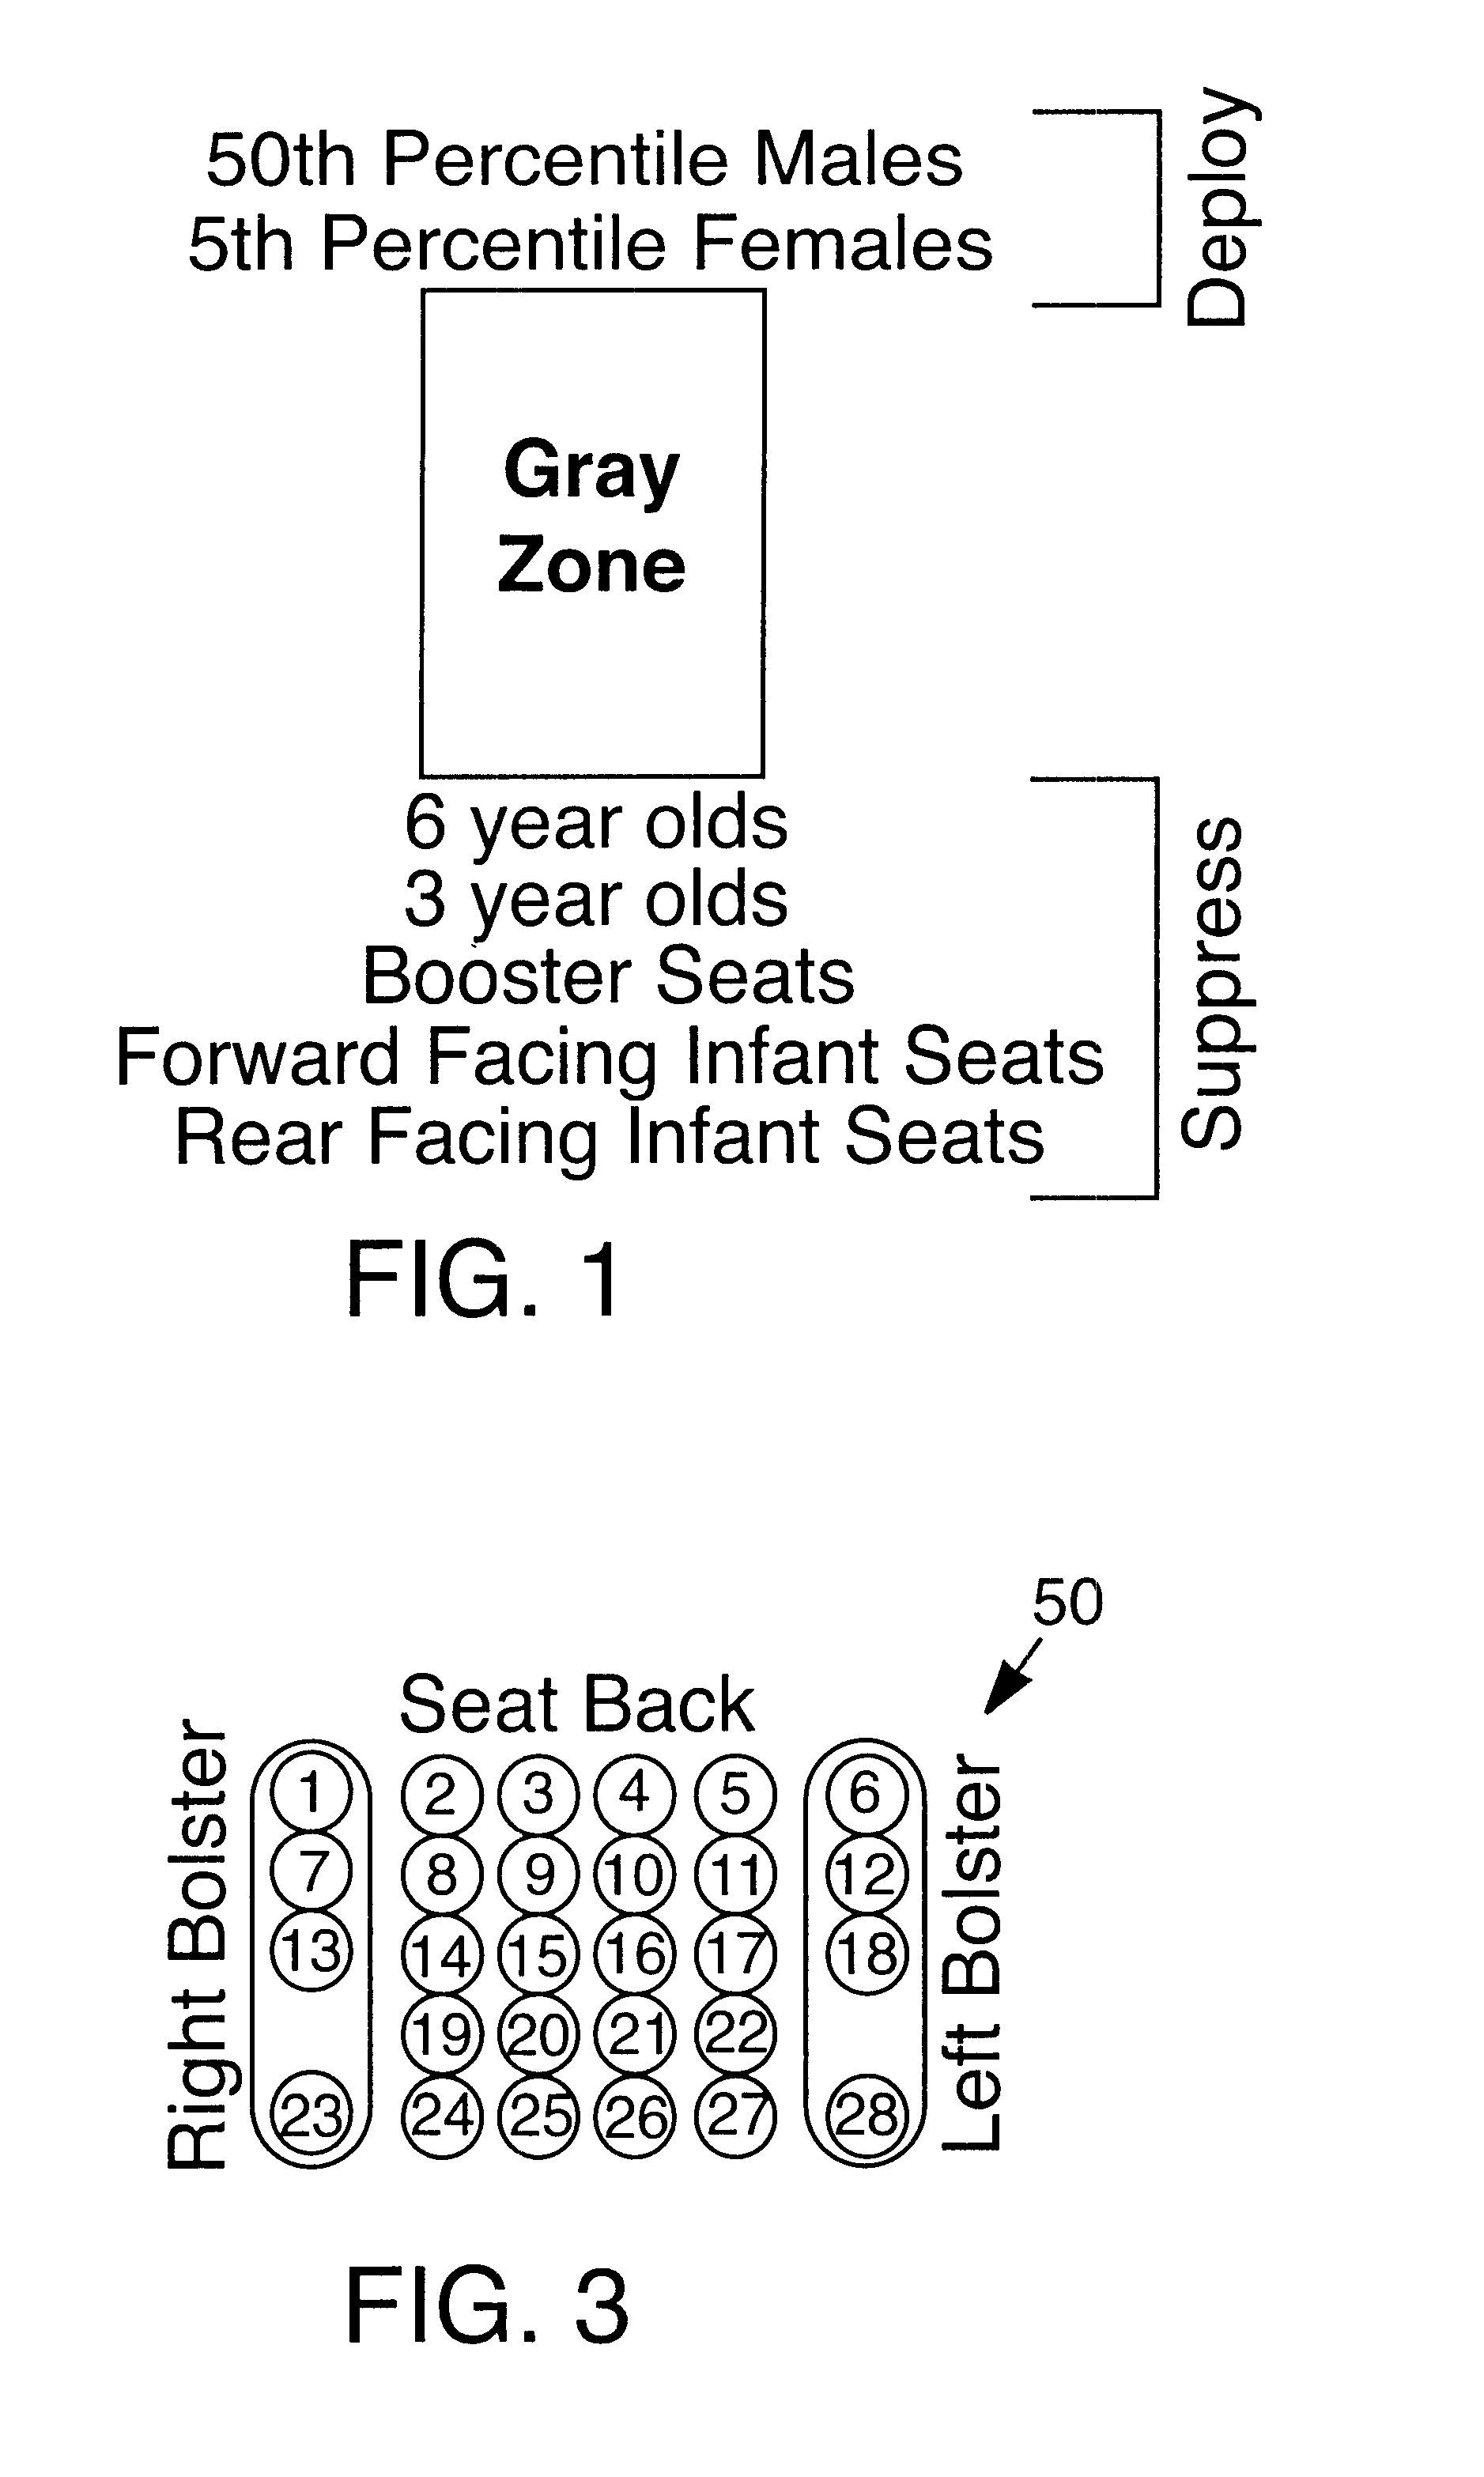 50th Percentile Males
5th Percentile Females
Deploy
Gray
Zone
6 year olds
3 year olds
Booster Seats
Forward Facing Infant Seats
Rear Facing Infant Seats
Suppress
FIG. 1
50
Seat Back
Right Bolster
1 2 3 4 5 6
7 8 9 10 11 12
13 14 15 16 17 18
19 20 21 22
23 24 25 26 27 28
Left Bolster
FIG. 3